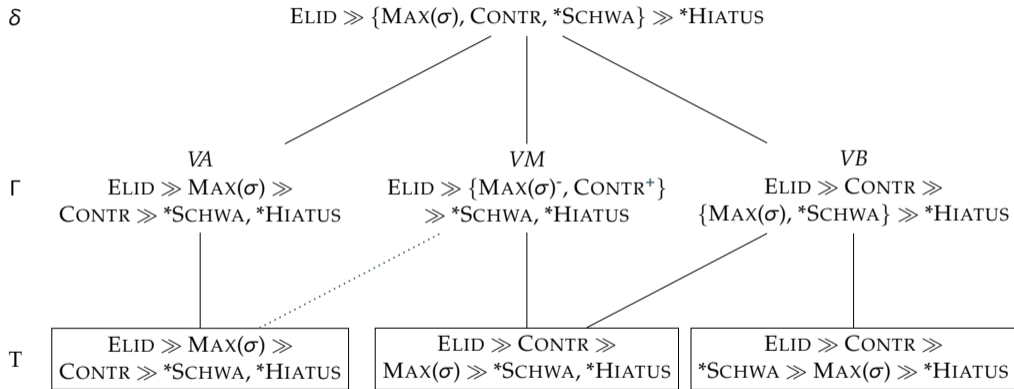 δ ELID ≫ {MAX(σ), CONTR, *SCHWA} ≫ *HIATUS
VA VM VB
Γ ELID ≫ MAX(σ) ≫ ELID ≫ {MAX(σ)⁻, CONTR⁺} ELID ≫ CONTR ≫
CONTR ≫ *SCHWA, *HIATUS ≫ *SCHWA, *HIATUS {MAX(σ), *SCHWA} ≫ *HIATUS
T ELID ≫ MAX(σ) ≫ ELID ≫ CONTR ≫ ELID ≫ CONTR ≫
CONTR ≫ *SCHWA, *HIATUS MAX(σ) ≫ *SCHWA, *HIATUS *SCHWA ≫ MAX(σ) ≫ *HIATUS